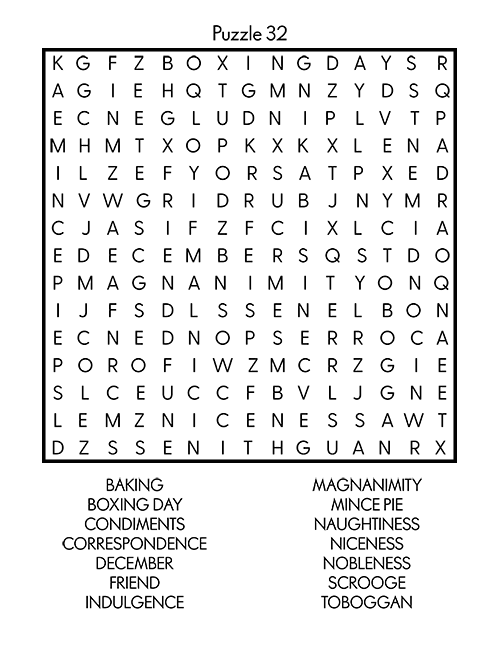 Puzzle 32
K G F Z B O X I N G D A Y S R
A G I E H Q T G M N Z Y D S Q
E C N E G L U D N I P L V T P
M H M T X O P K X K X L E N A
I L Z E F Y O R S A T P X E D
N V W G R I D R U B J N Y M R
C J A S I F Z F C I X L C I A
E D E C E M B E R S Q S T D O
P M A G N A N I M I T Y O N Q
I J F S D L S S E N E L B O N
E C N E D N O P S E R R O C A
P O R O F I W Z M C R Z G I E
S L C E U C C F B V L J G N E
L E M Z N I C E N E S S A W T
D Z S S E N I T H G U A N R X
BAKING
BOXING DAY
CONDIMENTS
CORRESPONDENCE
DECEMBER
FRIEND
INDULGENCE
MAGNANIMITY
MINCE PIE
NAUGHTINESS
NICENESS
NOBLENESS
SCROOGE
TOBOGGAN